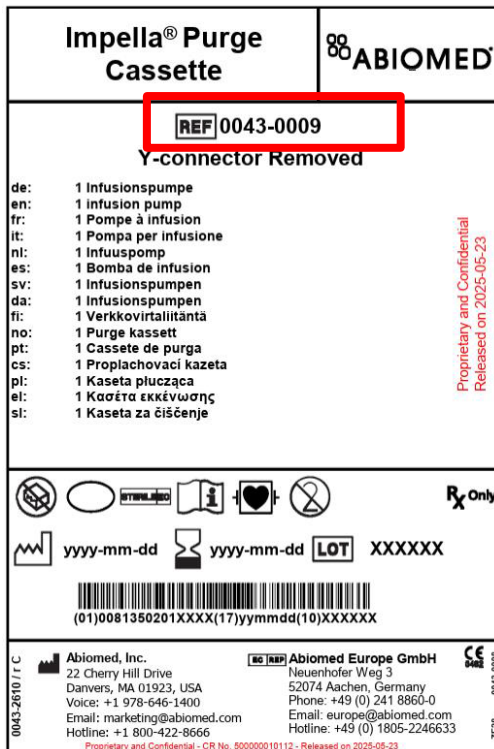 Impella® Purge
Cassette
ABIOMED
REF 0043-0009
Y-connector Removed
de: 1 Infusionspumpe
en: 1 infusion pump
fr: 1 Pompe à infusion
it: 1 Pompa per infusione
nl: 1 Infuuspomp
es: 1 Bomba de infusion
sv: 1 Infusionspumpen
da: 1 Infusionspumpen
fi: 1 Verkkovirtaliitäntä
no: 1 Purge kassett
pt: 1 Cassete de purga
cs: 1 Proplachovací kazeta
pl: 1 Kaseta płucząca
el: 1 Κασέτα εκκένωσης
sl: 1 Kaseta za čiščenje
Proprietary and Confidential
Released on 2025-05-23
STERILE EO
2
Rx Only
yyyy-mm-dd yyyy-mm-dd LOT XXXXXX
(01)0081350201XXXX(17)yymmdd(10)XXXXXX
0043-2610 / r C
Abiomed, Inc.
22 Cherry Hill Drive
Danvers, MA 01923, USA
Voice: +1 978-646-1400
Email: marketing@abiomed.com
Hotline: +1 800-422-8666
EC REP Abiomed Europe GmbH
Neuenhofer Weg 3
52074 Aachen, Germany
Phone: +49 (0) 241 8860-0
Email: europe@abiomed.com
Hotline: +49 (0) 1805-2246633
CE
Proprietary and Confidential - CR No. 500000010112 - Released on 2025-05-23